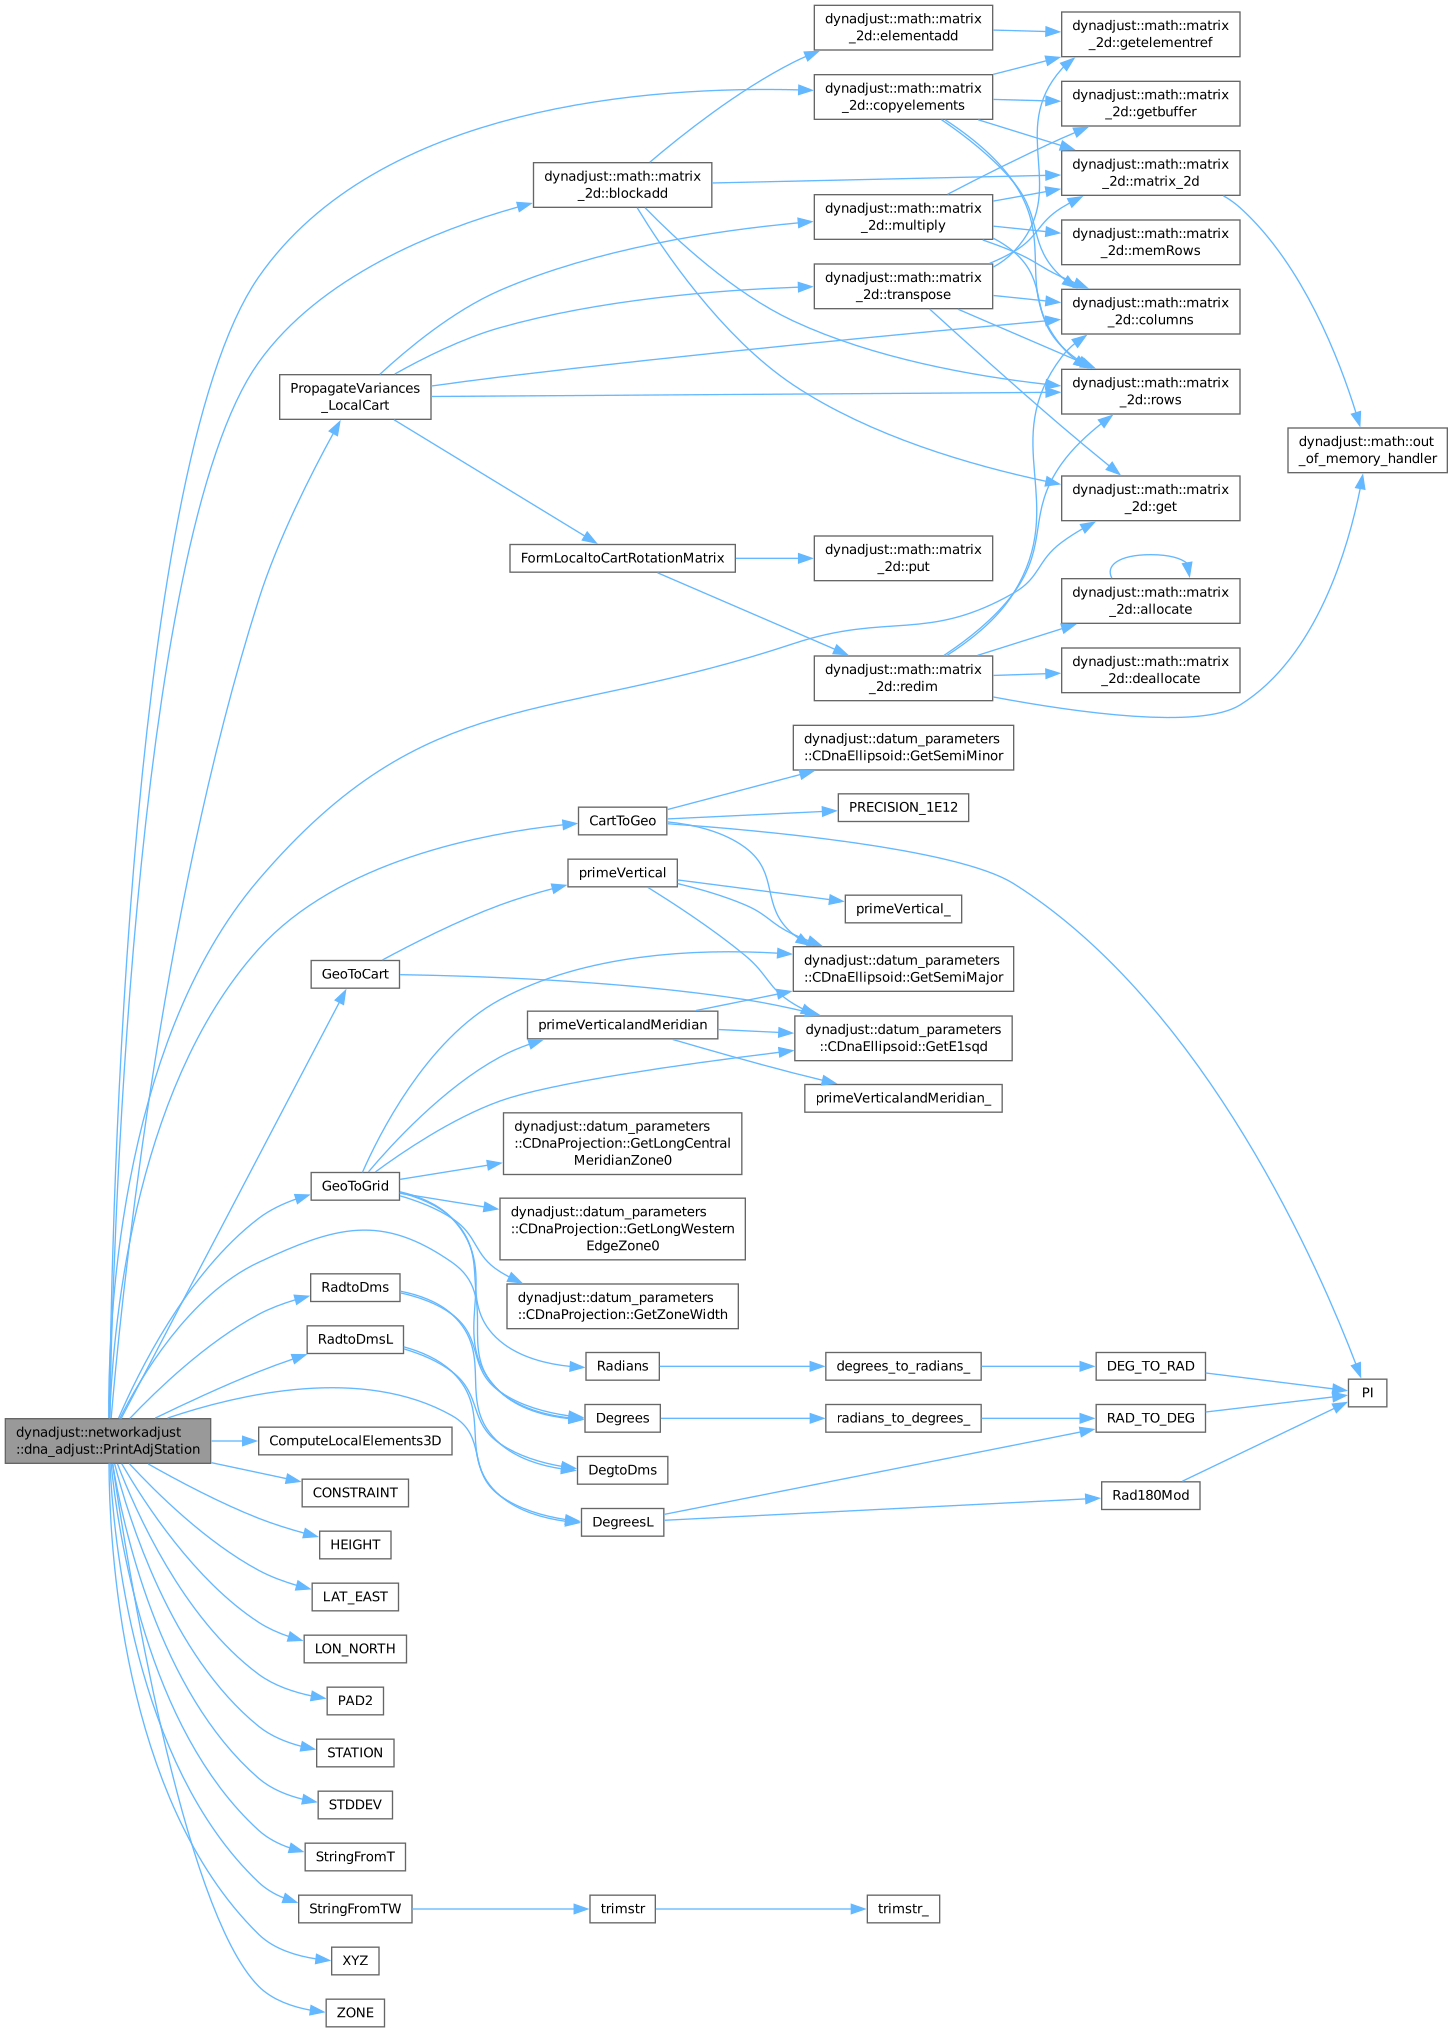 dynadjust::math::matrix
_2d::elementadd
dynadjust::math::matrix
_2d::getelementref
dynadjust::math::matrix
_2d::copyelements
dynadjust::math::matrix
_2d::getbuffer
dynadjust::math::matrix
_2d::blockadd
dynadjust::math::matrix
_2d::matrix_2d
dynadjust::math::matrix
_2d::multiply
dynadjust::math::matrix
_2d::memRows
dynadjust::math::matrix
_2d::transpose
dynadjust::math::matrix
_2d::columns
PropagateVariances
_LocalCart
dynadjust::math::matrix
_2d::rows
dynadjust::math::out
_of_memory_handler
dynadjust::math::matrix
_2d::get
FormLocaltoCartRotationMatrix
dynadjust::math::matrix
_2d::put
dynadjust::math::matrix
_2d::allocate
dynadjust::math::matrix
_2d::redim
dynadjust::math::matrix
_2d::deallocate
dynadjust::datum_parameters
::CDnaEllipsoid::GetSemiMinor
CartToGeo
PRECISION_1E12
primeVertical
primeVertical_
GeoToCart
dynadjust::datum_parameters
::CDnaEllipsoid::GetSemiMajor
primeVerticalandMeridian
dynadjust::datum_parameters
::CDnaEllipsoid::GetE1sqd
primeVerticalandMeridian_
dynadjust::datum_parameters
::CDnaProjection::GetLongCentral
MeridianZone0
GeoToGrid
dynadjust::datum_parameters
::CDnaProjection::GetLongWestern
EdgeZone0
RadtoDms
dynadjust::datum_parameters
::CDnaProjection::GetZoneWidth
RadtoDmsL
Radians
degrees_to_radians_
DEG_TO_RAD
PI
Degrees
radians_to_degrees_
RAD_TO_DEG
dynadjust::networkadjust
::dna_adjust::PrintAdjStation
ComputeLocalElements3D
DegtoDms
CONSTRAINT
Rad180Mod
DegreesL
HEIGHT
LAT_EAST
LON_NORTH
PAD2
STATION
STDDEV
StringFromT
StringFromTW
trimstr
trimstr_
XYZ
ZONE